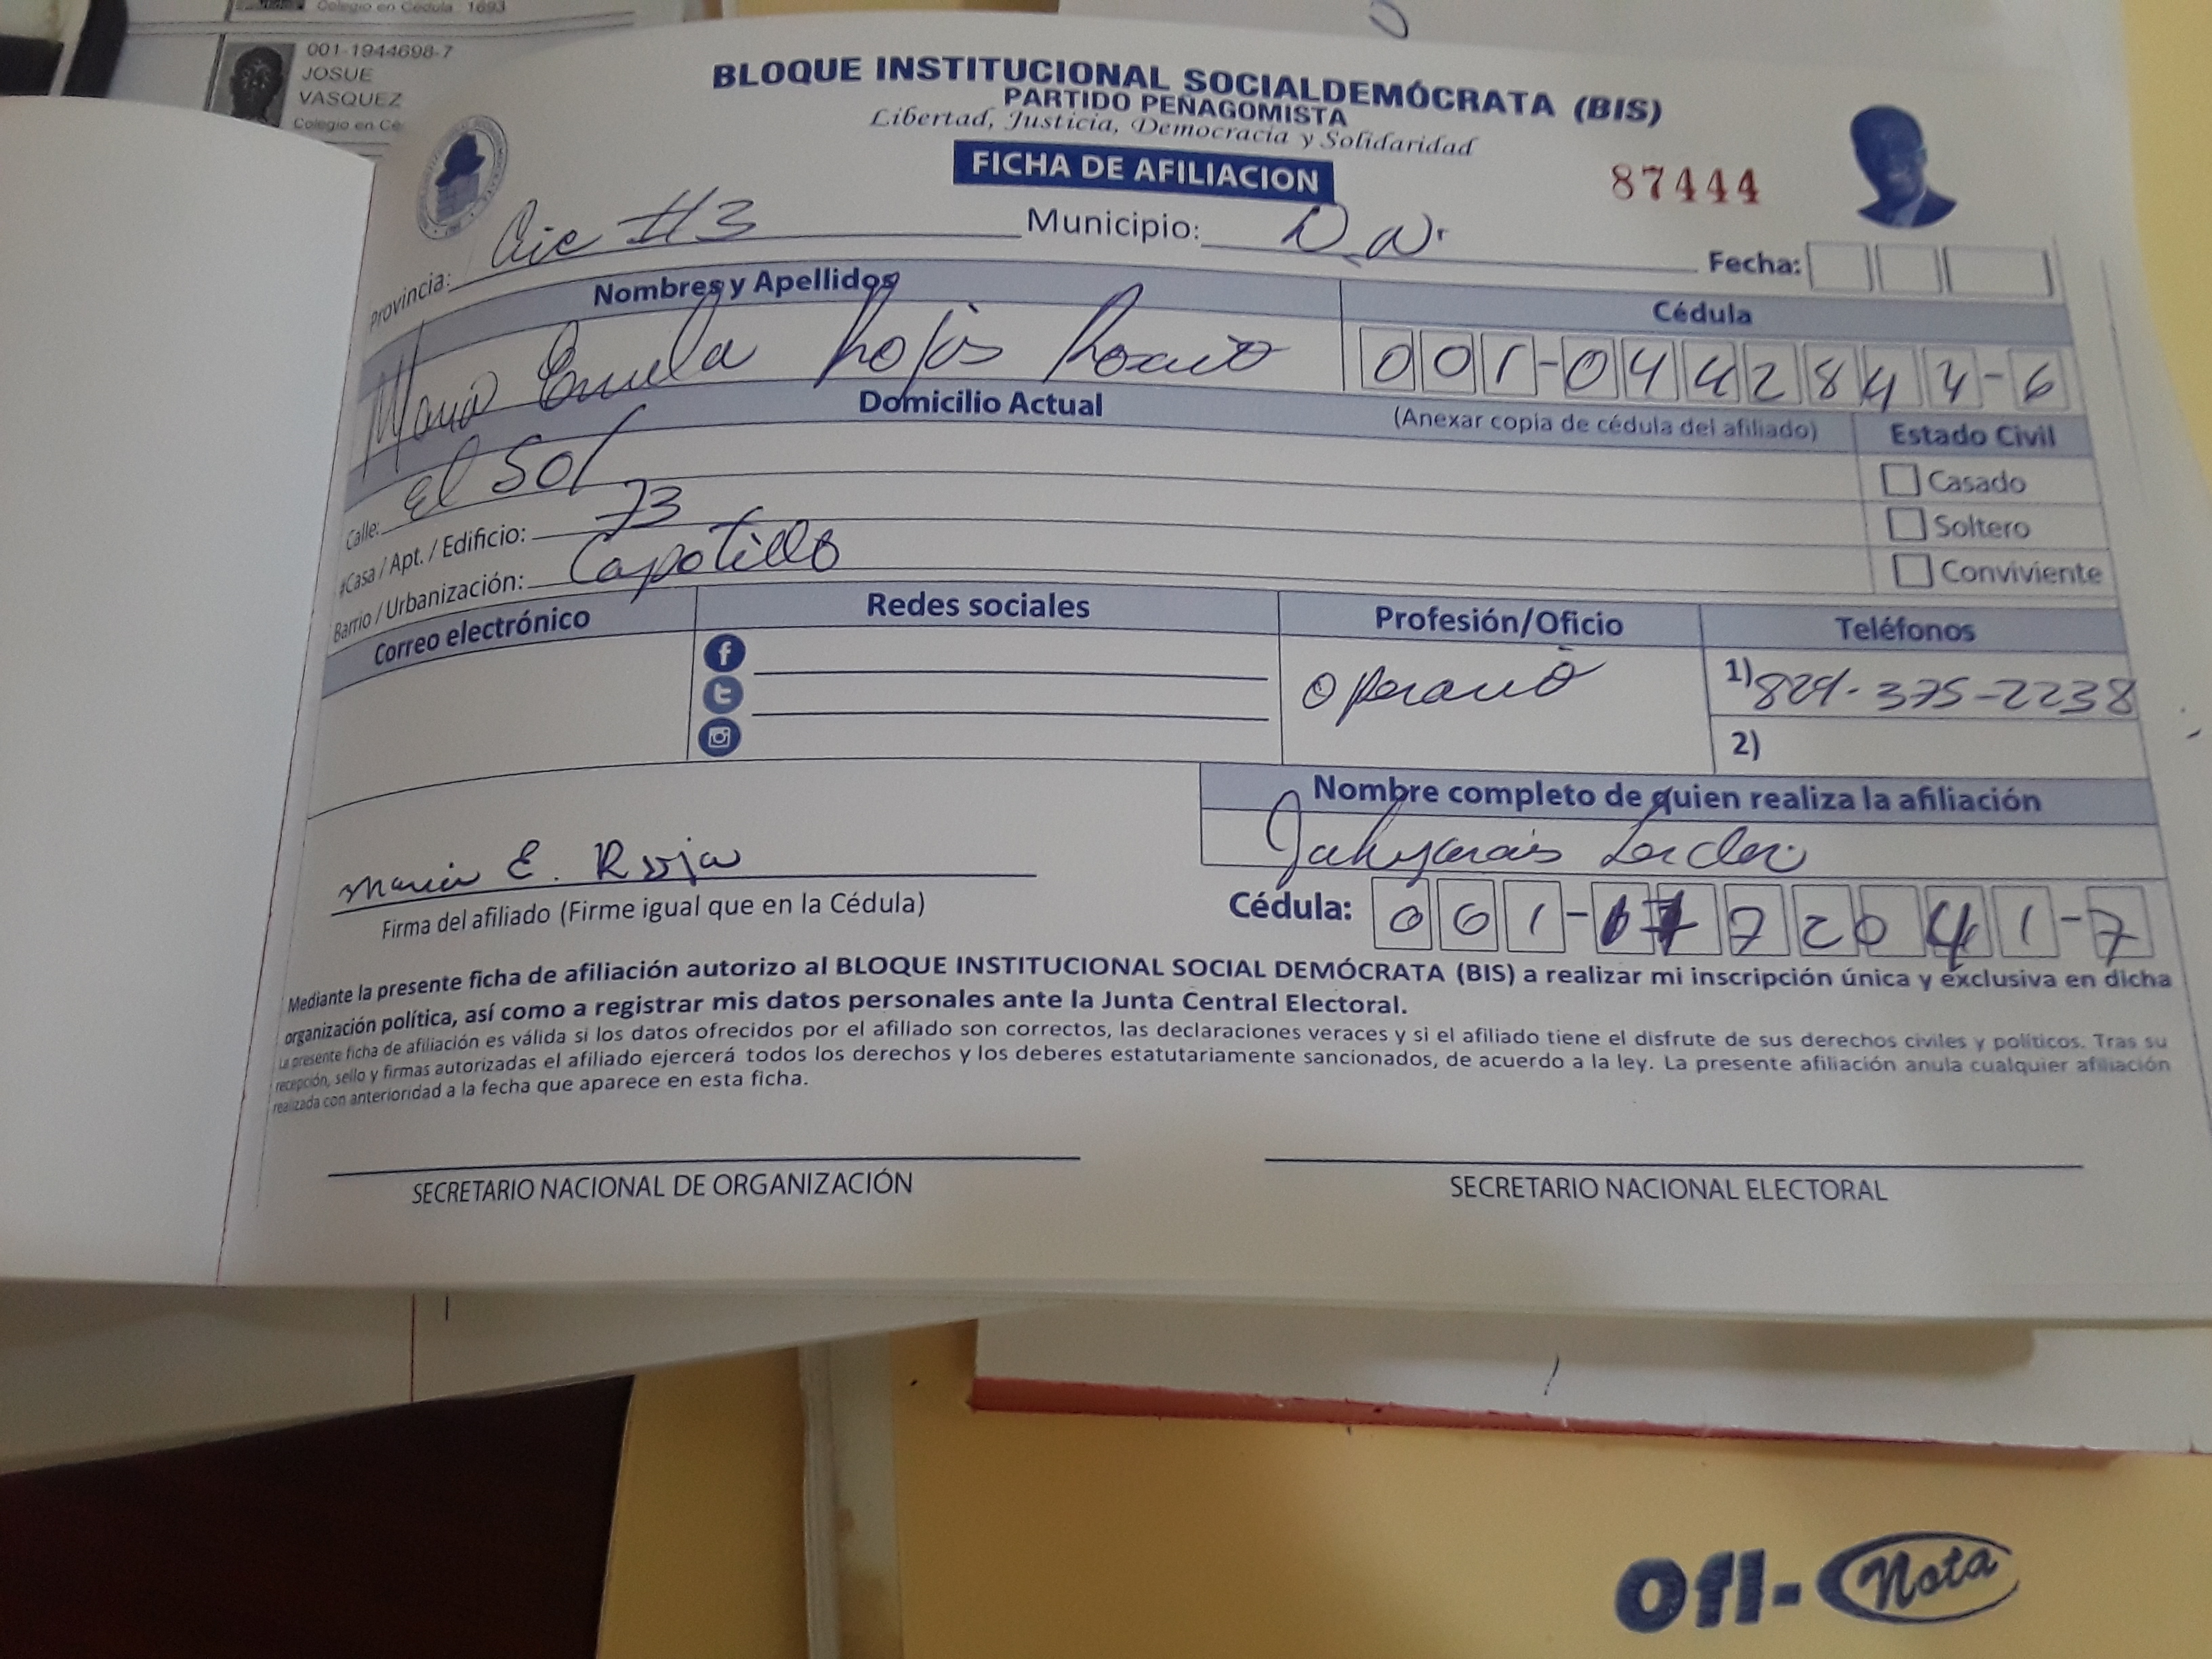 Colegio en Cédula 1693
001-1944698-7
JOSUE
VASQUEZ
Colegio en Cé
BLOQUE INSTITUCIONAL SOCIALDEMÓCRATA (BIS)
PARTIDO PEÑAGOMISTA
Libertad, Justicia, Democracia y Solidaridad
FICHA DE AFILIACION
87444
Provincia: #3 Municipio: D.N. Fecha:
Nombres y Apellidos Cédula
Maria Rojas 001-0442844-6
Domicilio Actual (Anexar copia de cédula del afiliado) Estado Civil
Calle: El Sol Casado
#Casa / Apt. / Edificio: 73 Soltero
Barrio / Urbanización: Capotillo Conviviente
Correo electrónico Redes sociales Profesión/Oficio Teléfonos
Operario 1) 829-375-2238
2)
Nombre completo de quien realiza la afiliación
Maria E. Roja
Firma del afiliado (Firme igual que en la Cédula)
Cédula: 001- 72041-7
Mediante la presente ficha de afiliación autorizo al BLOQUE INSTITUCIONAL SOCIAL DEMÓCRATA (BIS) a realizar mi inscripción única y exclusiva en dicha
organización política, así como a registrar mis datos personales ante la Junta Central Electoral.
La presente ficha de afiliación es válida si los datos ofrecidos por el afiliado son correctos, las declaraciones veraces y si el afiliado tiene el disfrute de sus derechos civiles y políticos. Tras su
recepción, sello y firmas autorizadas el afiliado ejercerá todos los derechos y los deberes estatutariamente sancionados, de acuerdo a la ley. La presente afiliación anula cualquier afiliación
realizada con anterioridad a la fecha que aparece en esta ficha.
SECRETARIO NACIONAL DE ORGANIZACIÓN SECRETARIO NACIONAL ELECTORAL
Ofi-Nota